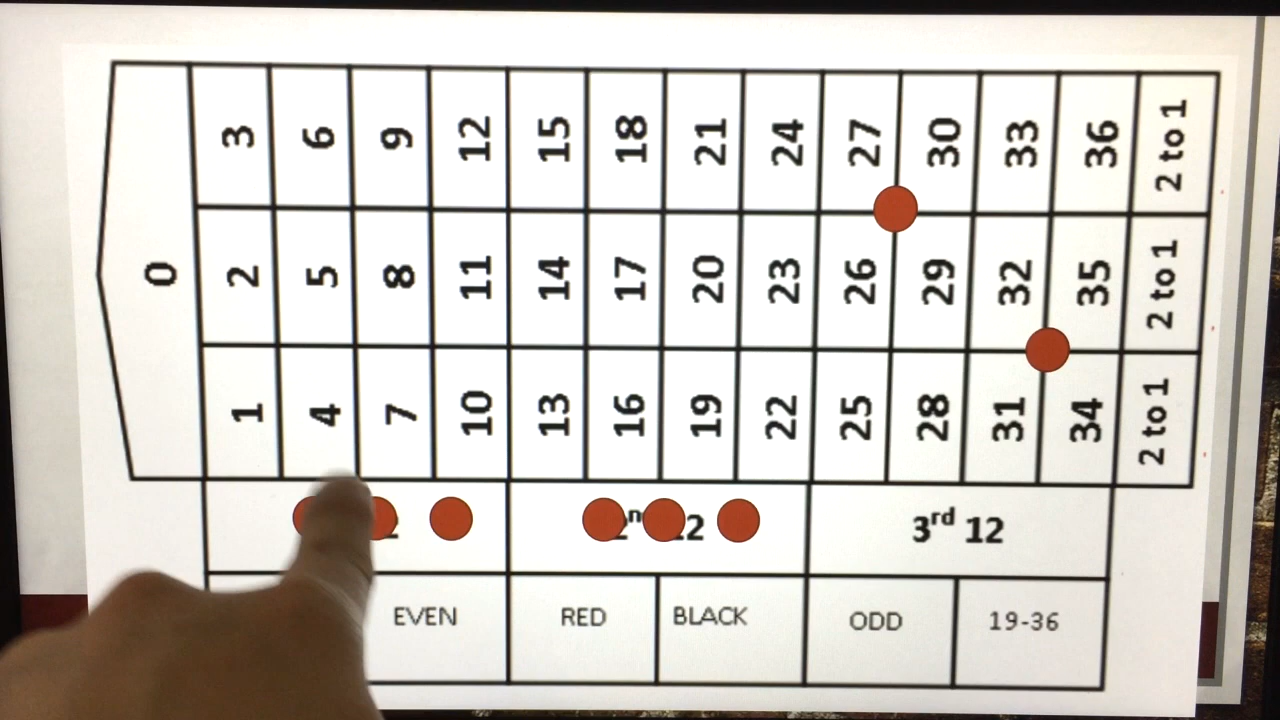 3 6 9 12 15 18 21 24 27 30 33 36 2 to 1
0 2 5 8 11 14 17 20 23 26 29 32 35 2 to 1
1 4 7 10 13 16 19 22 25 28 31 34 2 to 1
3rd 12
EVEN RED BLACK ODD 19-36